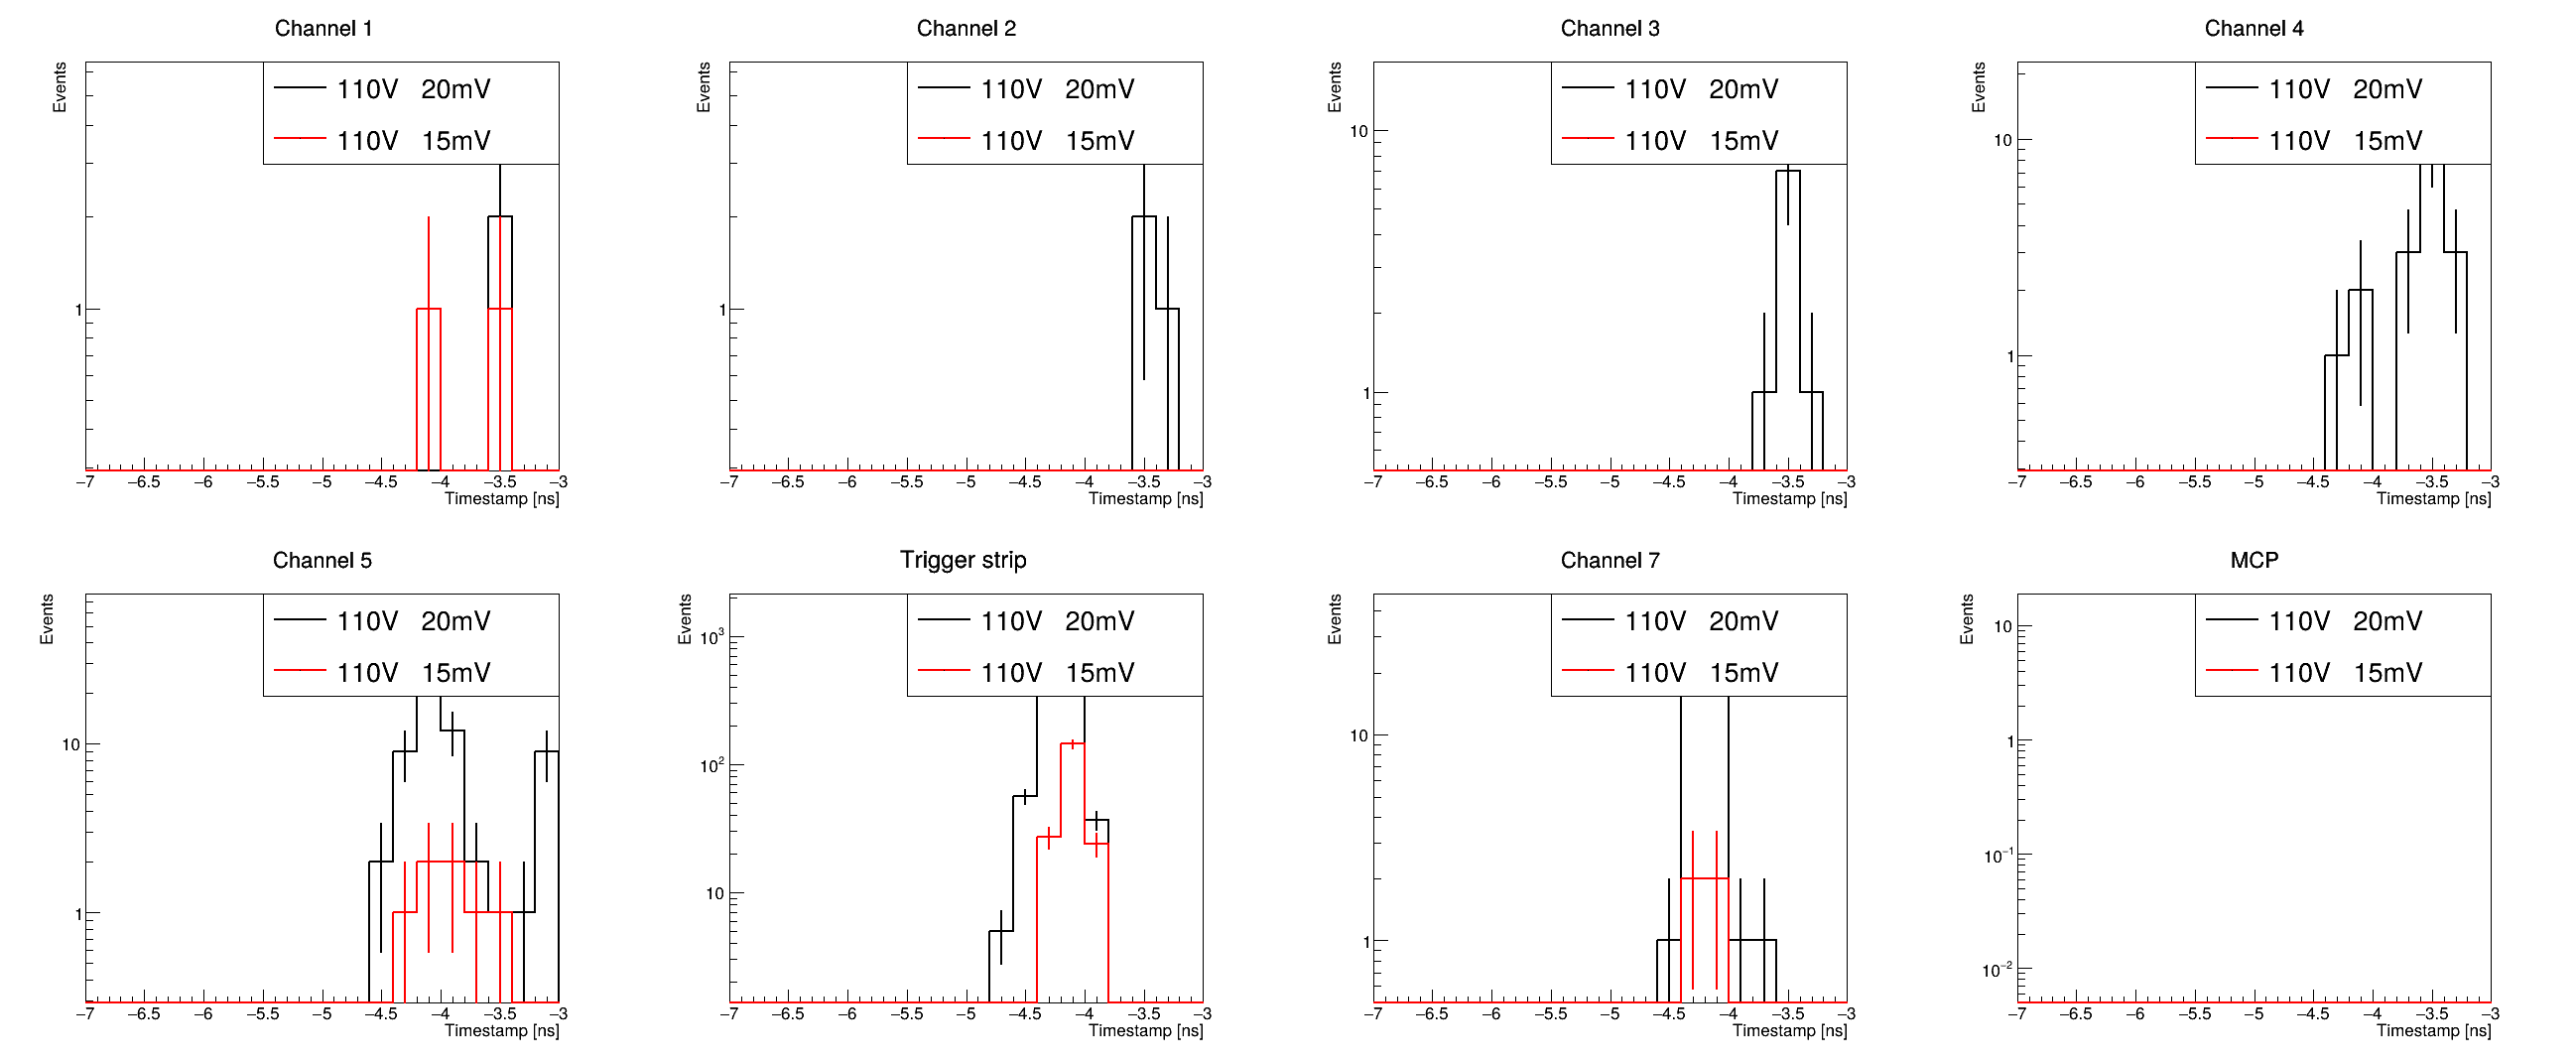 Channel 1
Events
110V 20mV
110V 15mV
1
−7 −6.5 −6 −5.5 −5 −4.5 −4 −3.5 −3
Timestamp [ns]
Channel 2
Events
110V 20mV
110V 15mV
1
−7 −6.5 −6 −5.5 −5 −4.5 −4 −3.5 −3
Timestamp [ns]
Channel 3
Events
110V 20mV
110V 15mV
10
1
−7 −6.5 −6 −5.5 −5 −4.5 −4 −3.5 −3
Timestamp [ns]
Channel 4
Events
110V 20mV
110V 15mV
10
1
−7 −6.5 −6 −5.5 −5 −4.5 −4 −3.5 −3
Timestamp [ns]
Channel 5
Events
110V 20mV
110V 15mV
10
1
−7 −6.5 −6 −5.5 −5 −4.5 −4 −3.5 −3
Timestamp [ns]
Trigger strip
Events
110V 20mV
110V 15mV
10³
10²
10
−7 −6.5 −6 −5.5 −5 −4.5 −4 −3.5 −3
Timestamp [ns]
Channel 7
Events
110V 20mV
110V 15mV
10
1
−7 −6.5 −6 −5.5 −5 −4.5 −4 −3.5 −3
Timestamp [ns]
MCP
Events
110V 20mV
110V 15mV
10
1
10⁻¹
10⁻²
−7 −6.5 −6 −5.5 −5 −4.5 −4 −3.5 −3
Timestamp [ns]